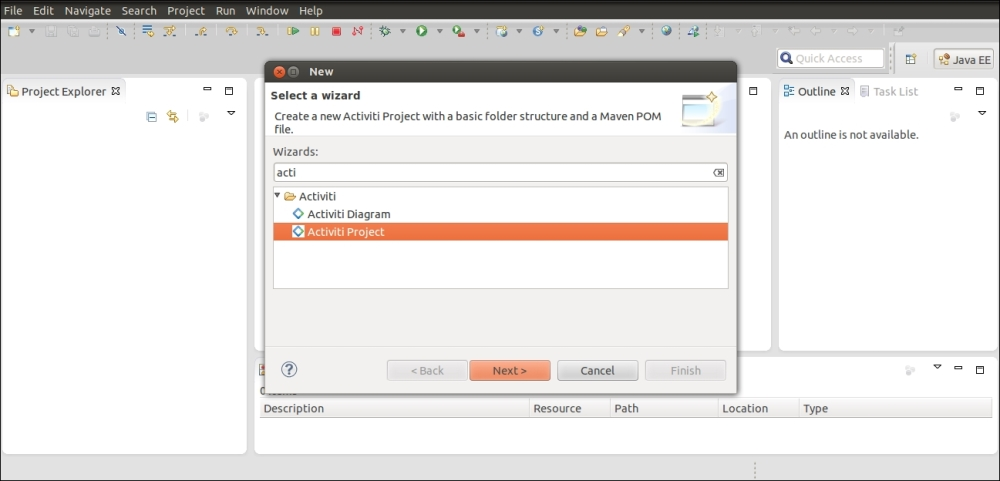 File Edit Navigate Search Project Run Window Help
Quick Access
Java EE
Project Explorer
Outline
Task List
An outline is not available.
New
Select a wizard
Create a new Activiti Project with a basic folder structure and a Maven POM
file.
Wizards:
acti
Activiti
Activiti Diagram
Activiti Project
< Back
Next >
Cancel
Finish
Description Resource Path Location Type